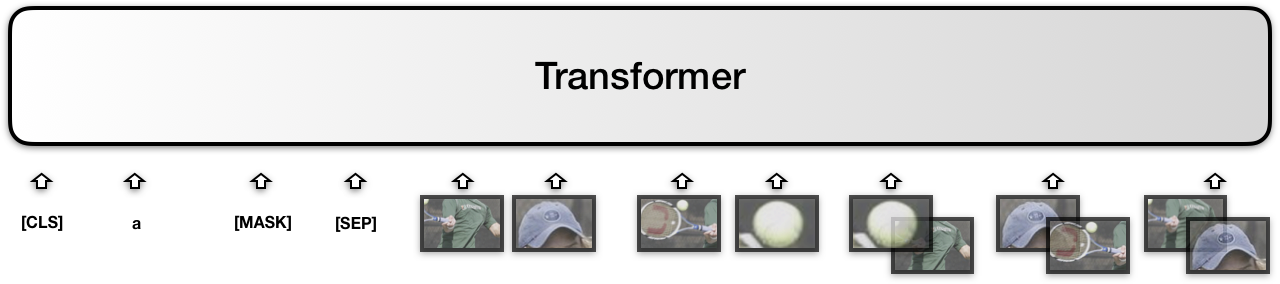 Transformer
[CLS] a [MASK] [SEP]